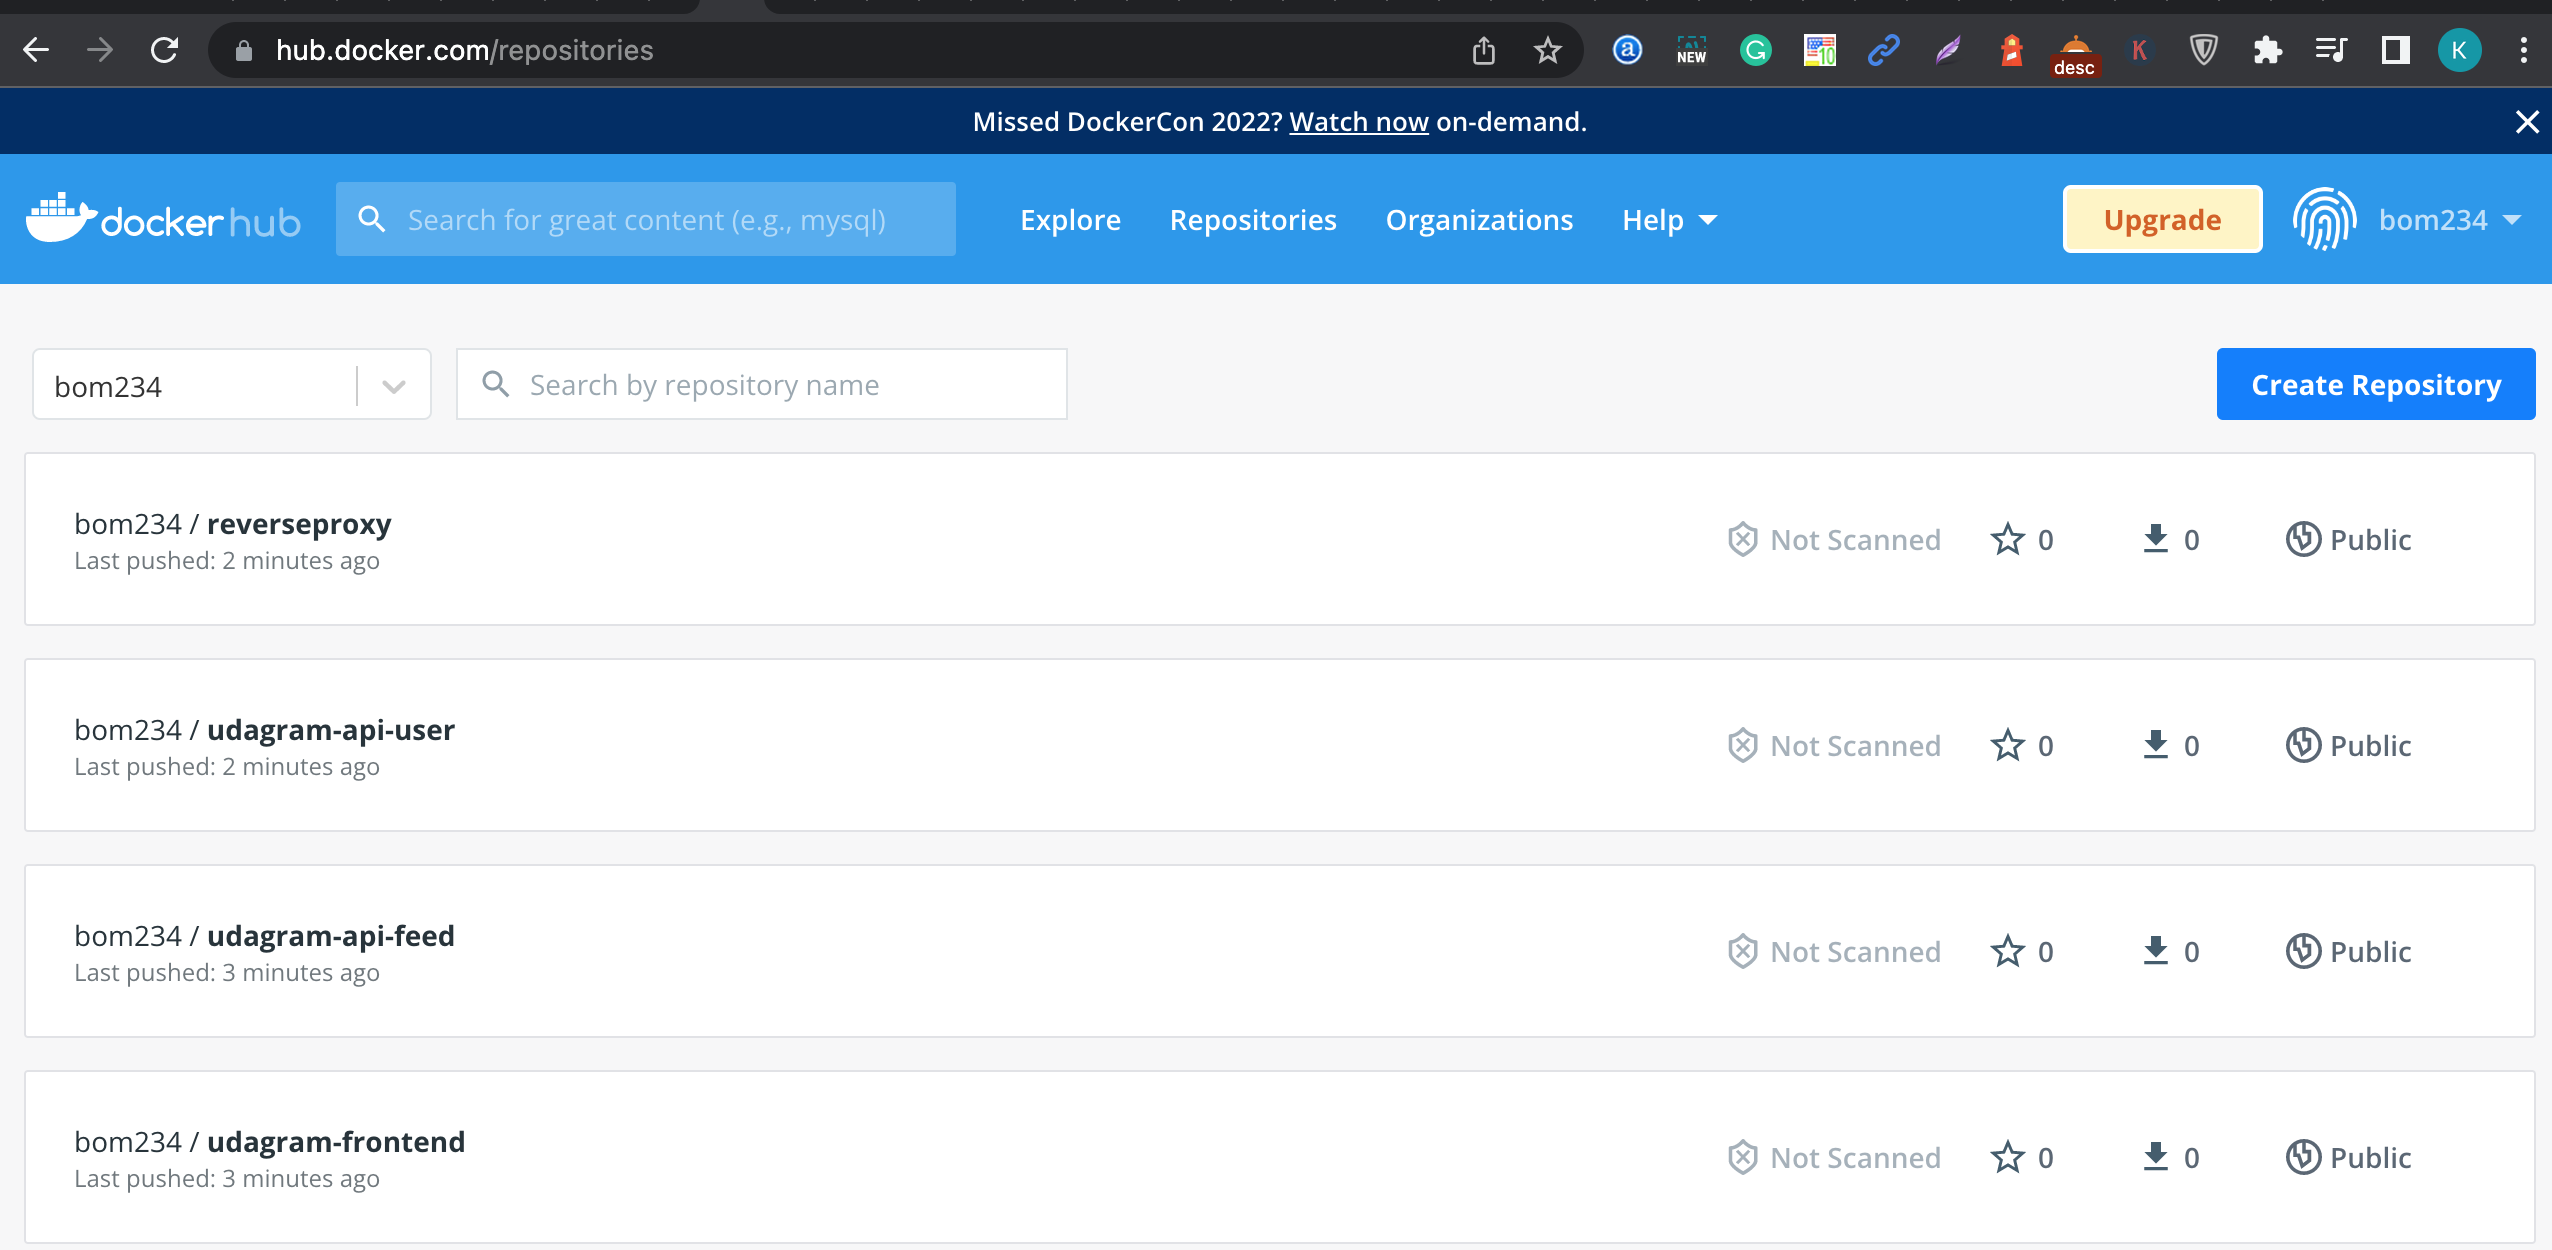 hub.docker.com/repositories
NEW
10
desc
K
K
Missed DockerCon 2022? Watch now on-demand.
docker hub
Search for great content (e.g., mysql)
Explore
Repositories
Organizations
Help
Upgrade
bom234
bom234
Search by repository name
Create Repository
bom234 / reverseproxy
Last pushed: 2 minutes ago
Not Scanned
0
0
Public
bom234 / udagram-api-user
Last pushed: 2 minutes ago
Not Scanned
0
0
Public
bom234 / udagram-api-feed
Last pushed: 3 minutes ago
Not Scanned
0
0
Public
bom234 / udagram-frontend
Last pushed: 3 minutes ago
Not Scanned
0
0
Public